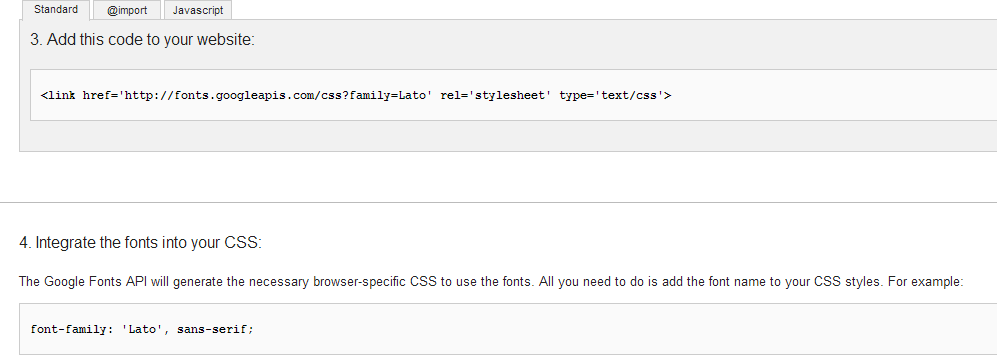 Standard @import Javascript
3. Add this code to your website:
<link href='http://fonts.googleapis.com/css?family=Lato' rel='stylesheet' type='text/css'>
4. Integrate the fonts into your CSS:
The Google Fonts API will generate the necessary browser-specific CSS to use the fonts. All you need to do is add the font name to your CSS styles. For example:
font-family: 'Lato', sans-serif;